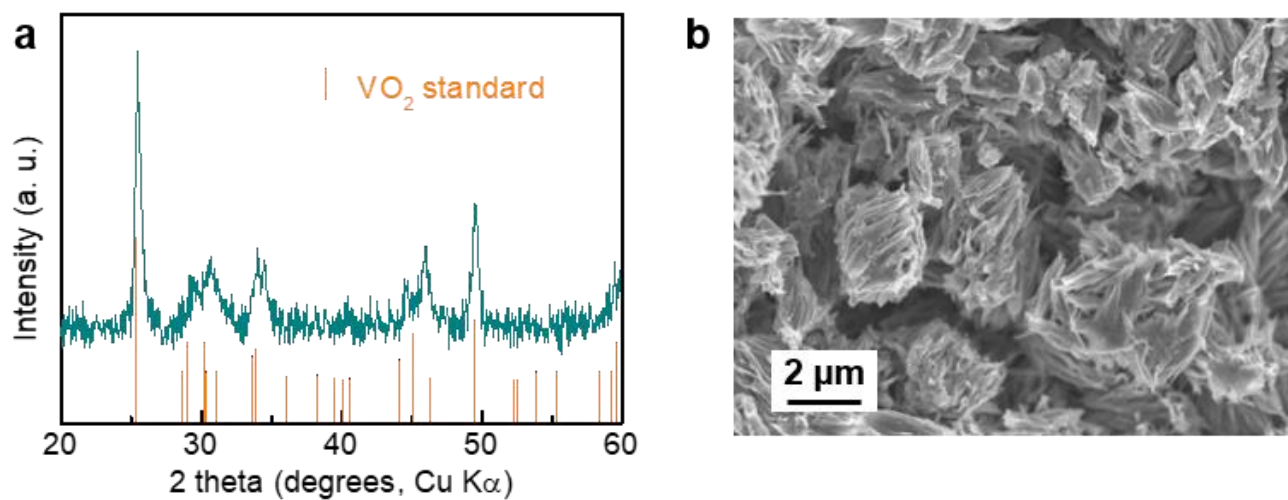 a
VO₂ standard
Intensity (a. u.)
20 30 40 50 60
2 theta (degrees, Cu Kα)
b
2 µm